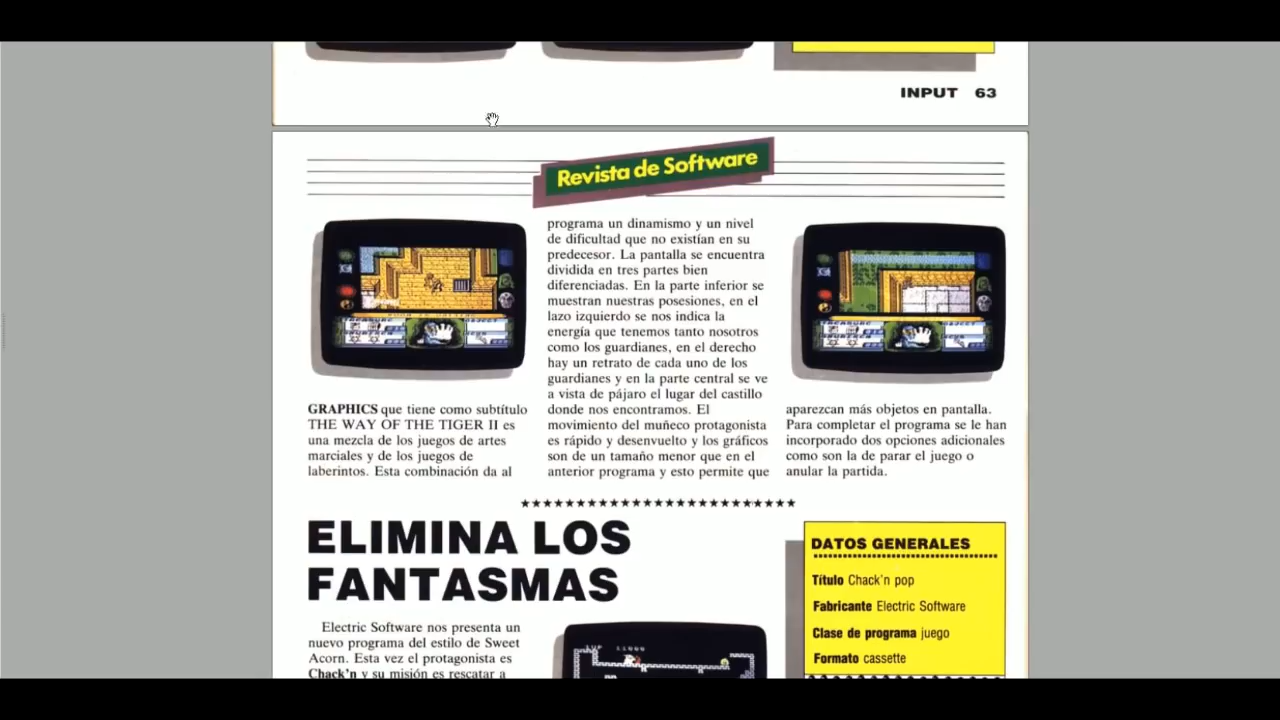 INPUT 63
Revista de Software
GRAPHICS que tiene como subtítulo
THE WAY OF THE TIGER II es
una mezcla de los juegos de artes
marciales y de los juegos de
laberintos. Esta combinación da al
programa un dinamismo y un nivel
de dificultad que no existían en su
predecesor. La pantalla se encuentra
dividida en tres partes bien
diferenciadas. En la parte inferior se
muestran nuestras posesiones, en el
lazo izquierdo se nos indica la
energía que tenemos tanto nosotros
como los guardianes, en el derecho
hay un retrato de cada uno de los
guardianes y en la parte central se ve
a vista de pájaro el lugar del castillo
donde nos encontramos. El
movimiento del muñeco protagonista
es rápido y desenvuelto y los gráficos
son de un tamaño menor que en el
anterior programa y esto permite que
aparezcan más objetos en pantalla.
Para completar el programa se le han
incorporado dos opciones adicionales
como son la de parar el juego o
anular la partida.
ELIMINA LOS
FANTASMAS
Electric Software nos presenta un
nuevo programa del estilo de Sweet
Acorn. Esta vez el protagonista es
Chack'n y su misión es rescatar a
DATOS GENERALES
Título Chack'n pop
Fabricante Electric Software
Clase de programa juego
Formato cassette